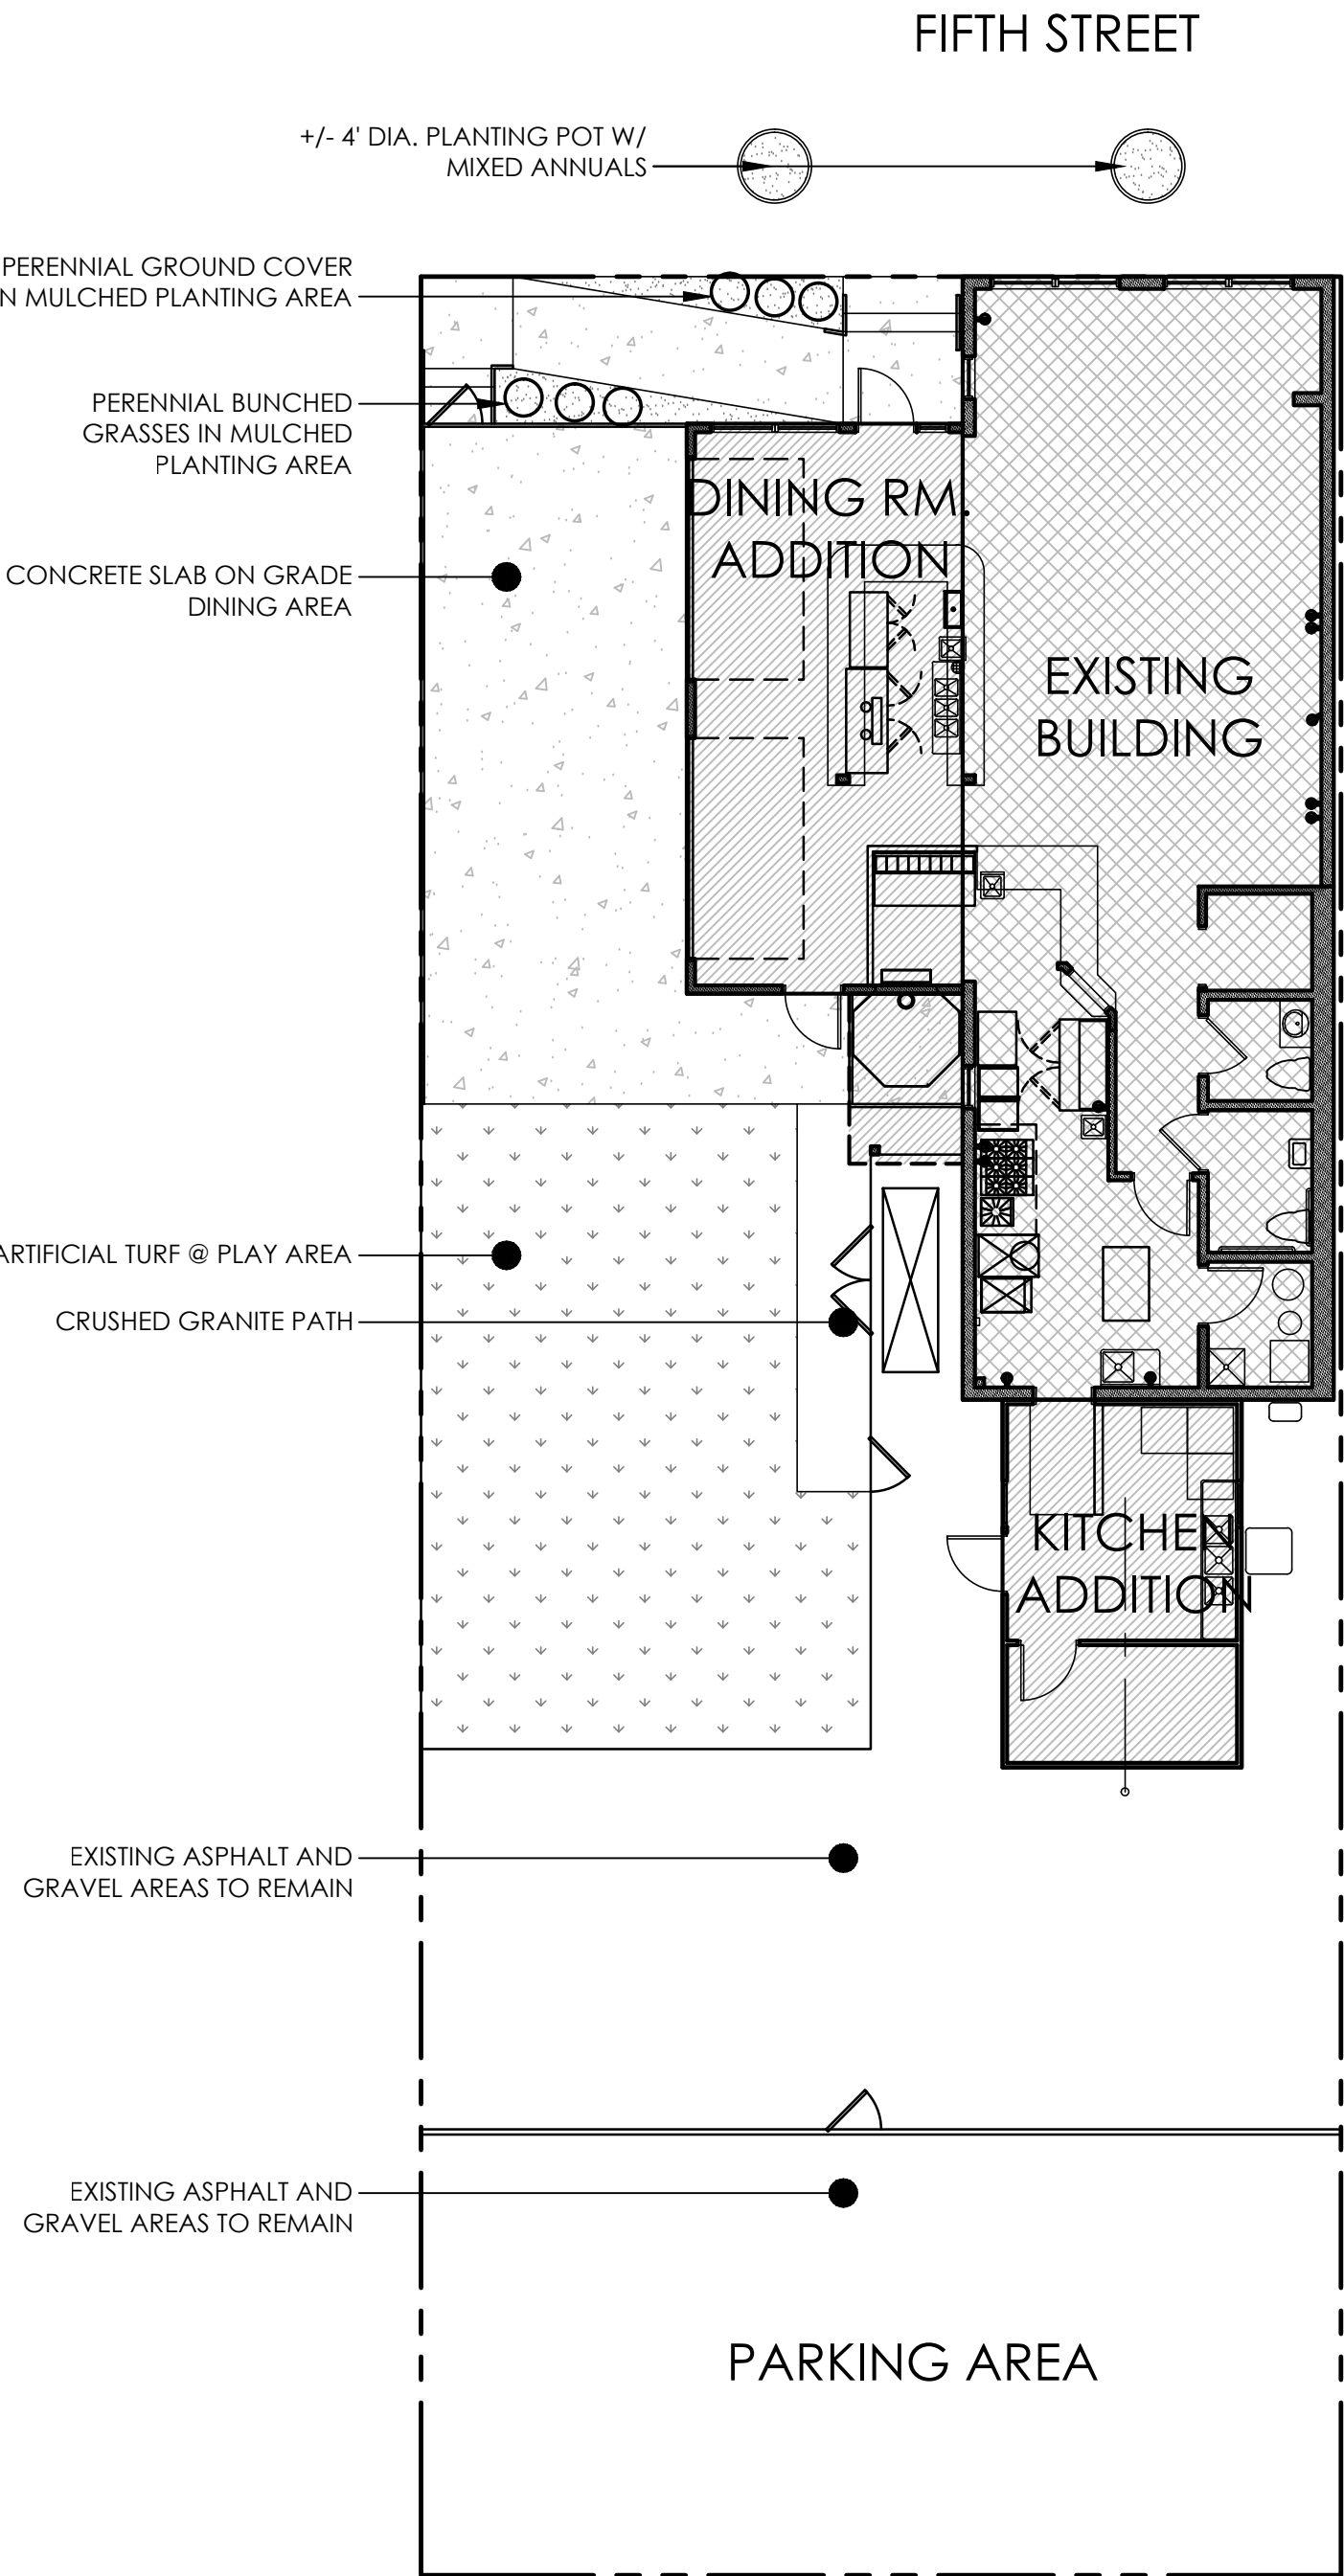 FIFTH STREET
+/- 4' DIA. PLANTING POT W/
MIXED ANNUALS
PERENNIAL GROUND COVER
N MULCHED PLANTING AREA
PERENNIAL BUNCHED
GRASSES IN MULCHED
PLANTING AREA
DINING RM.
ADDITION
CONCRETE SLAB ON GRADE
DINING AREA
EXISTING
BUILDING
ARTIFICIAL TURF @ PLAY AREA
CRUSHED GRANITE PATH
KITCHEN
ADDITION
EXISTING ASPHALT AND
GRAVEL AREAS TO REMAIN
EXISTING ASPHALT AND
GRAVEL AREAS TO REMAIN
PARKING AREA